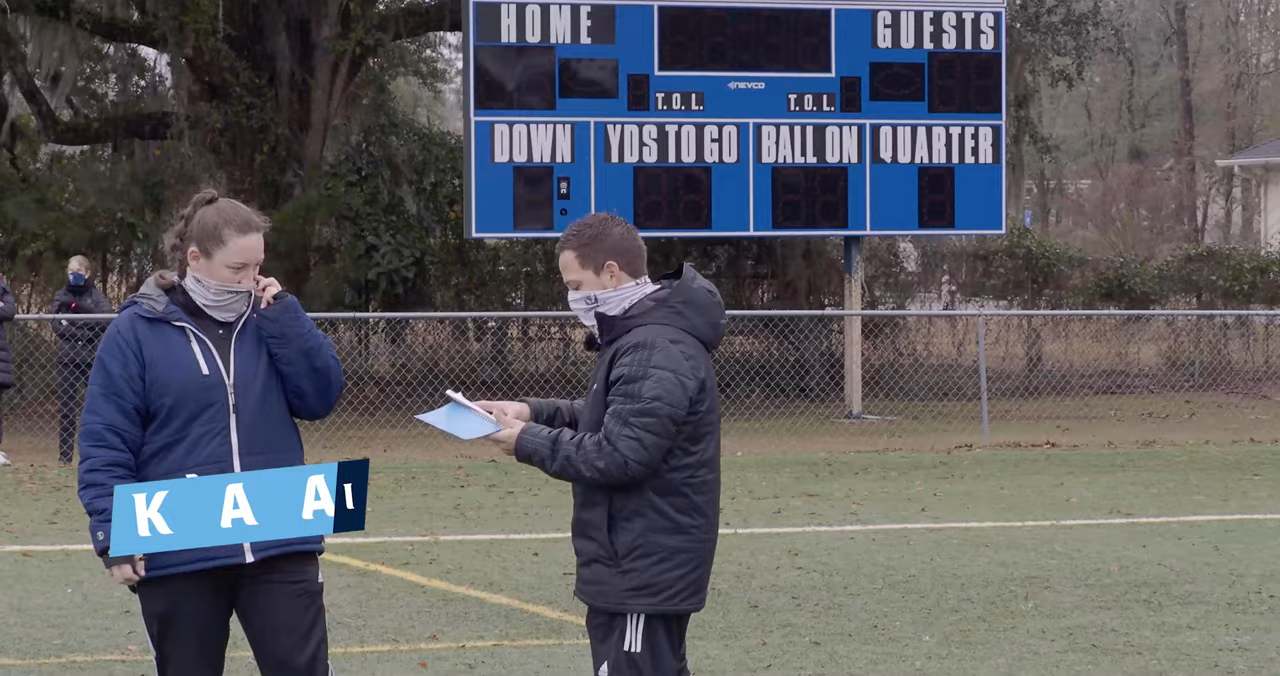 HOME
GUESTS
NEVCO
T.O.L.
T.O.L.
DOWN
YDS TO GO
BALL ON
QUARTER
K A A I